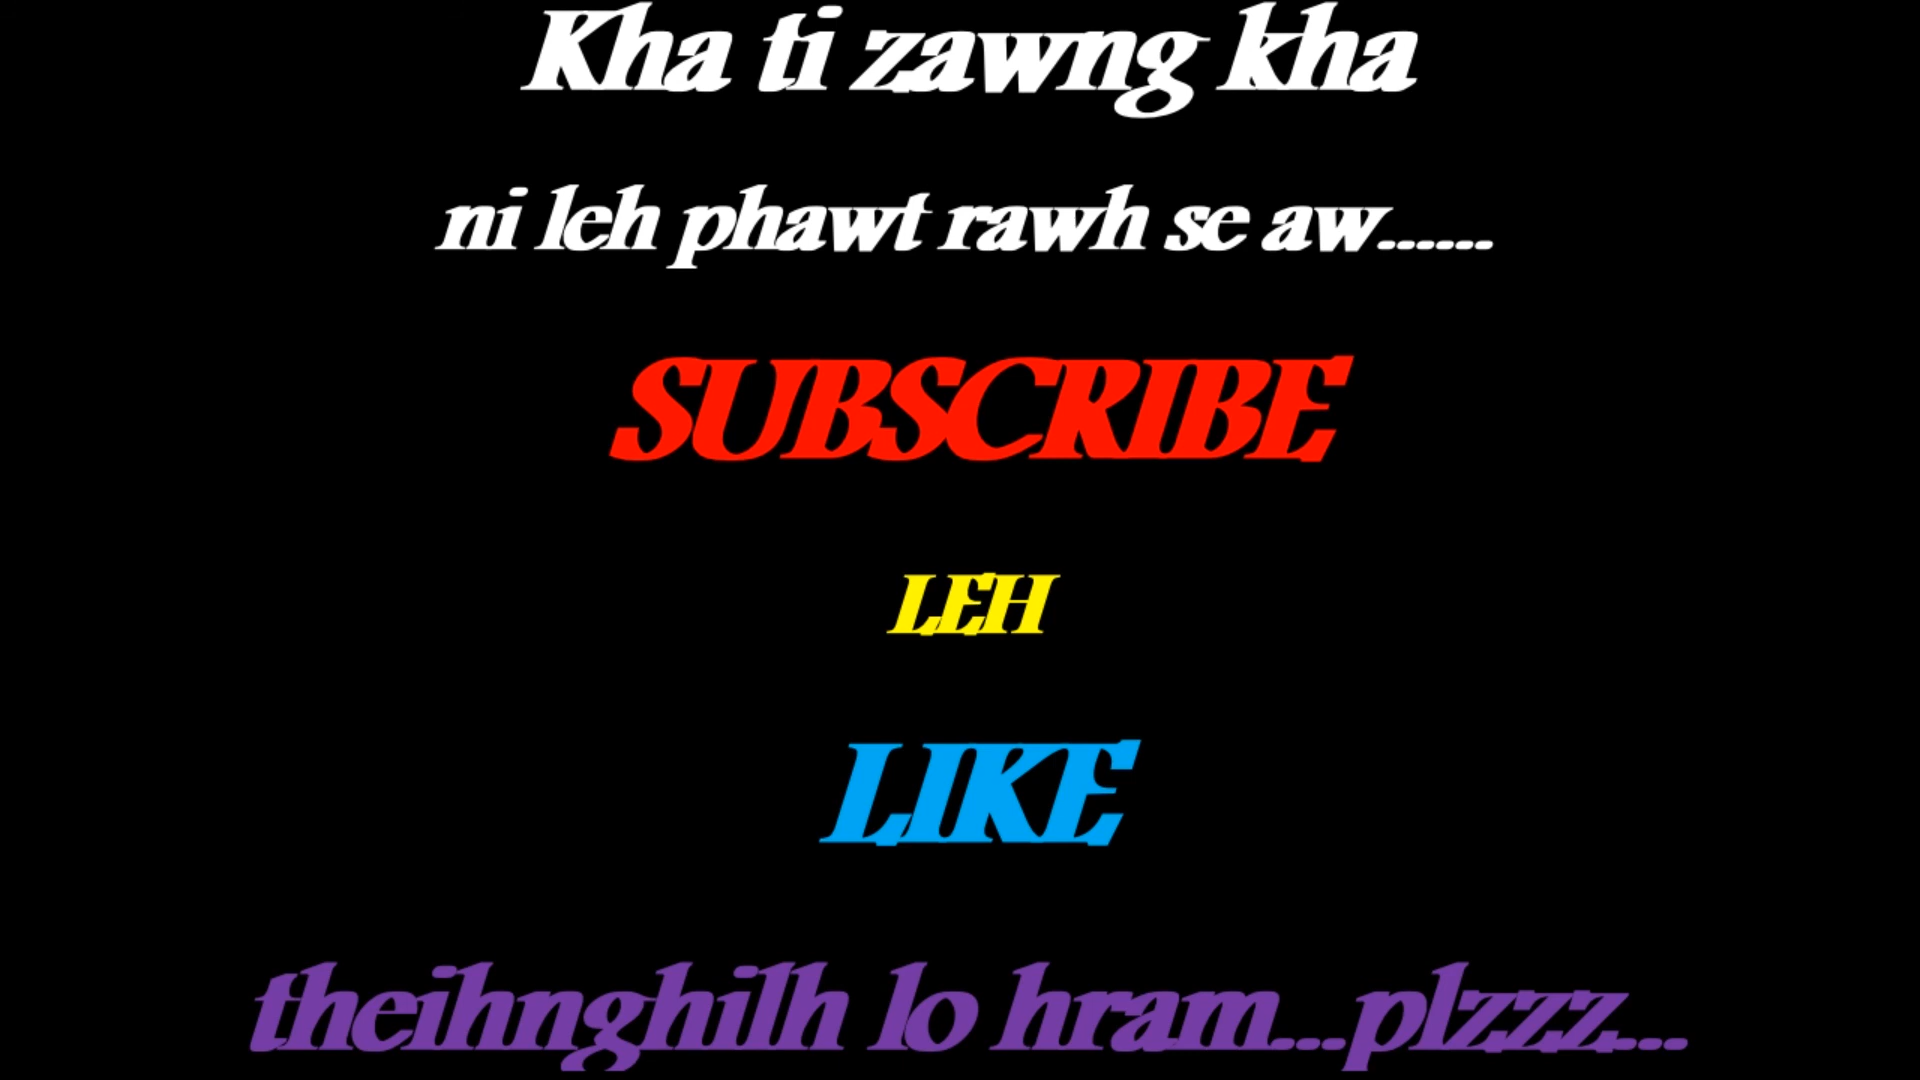 Kha ti zawng kha
ni leh phawt rawh se aw......
SUBSCRIBE
LEH
LIKE
theihnghilh lo hram...plzzz...